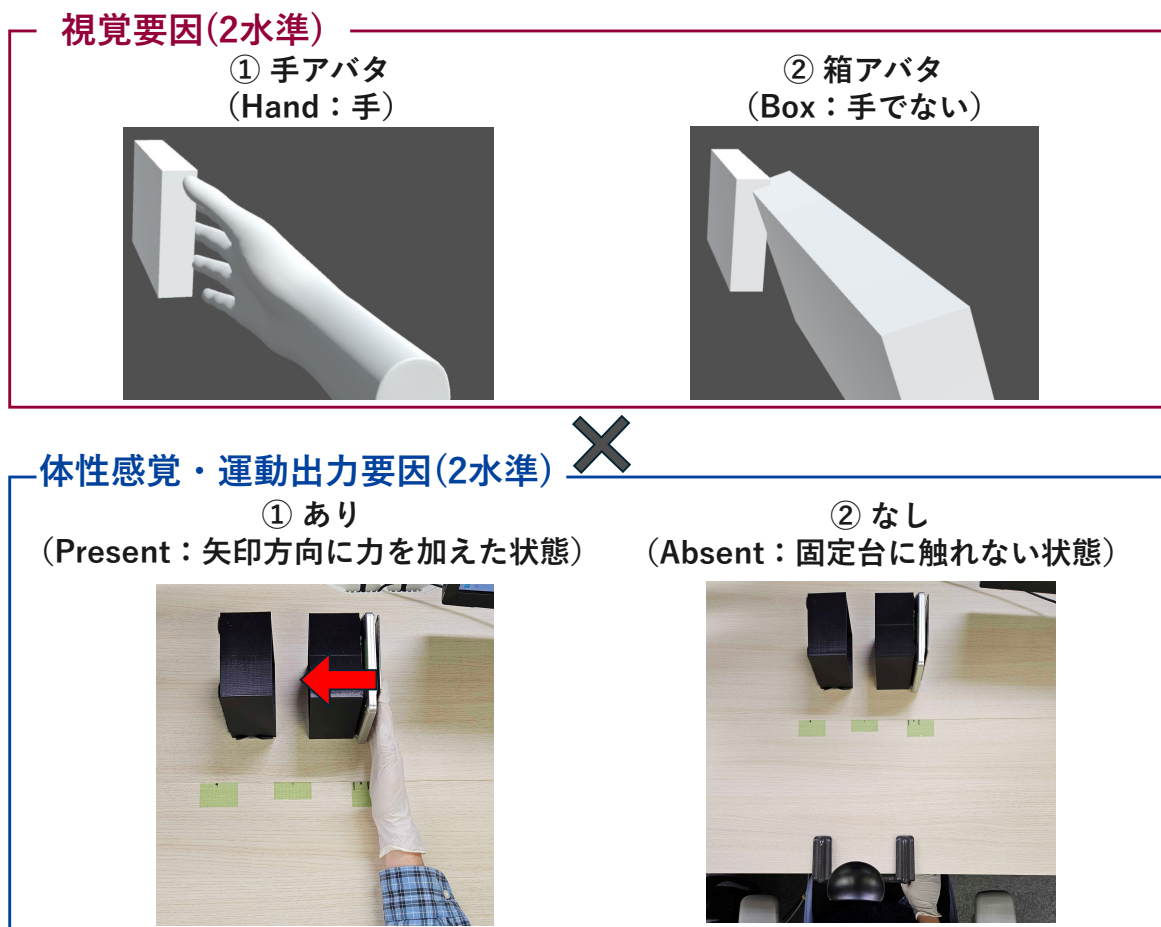 視覚要因(2水準)
① 手アバタ
（Hand：手）
② 箱アバタ
（Box：手でない）
体性感覚・運動出力要因(2水準)
① あり
（Present：矢印方向に力を加えた状態）
② なし
（Absent：固定台に触れない状態）